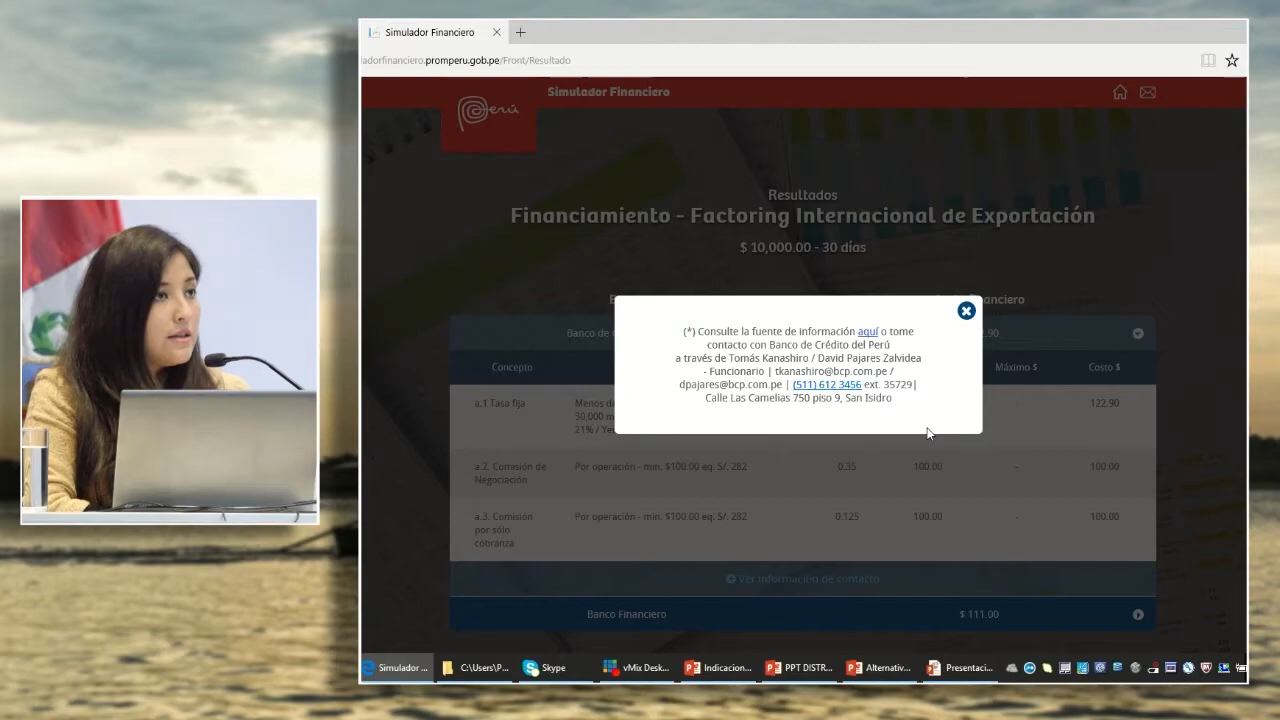 Simulador Financiero
ladorfinanciero.promperu.gob.pe/Front/Resultado
Perú
Simulador Financiero
Resultados
Financiamiento - Factoring Internacional de Exportación
$ 10,000.00 - 30 días
(*) Consulte la fuente de información aquí o tome
contacto con Banco de Crédito del Perú
a través de Tomás Kanashiro / David Pajares Zalvidea
- Funcionario | tkanashiro@bcp.com.pe /
dpajares@bcp.com.pe | (511) 612 3456 ext. 35729|
Calle Las Camelias 750 piso 9, San Isidro
Concepto Máximo $ Costo $
a.1 Tasa fija 122.90
a.2. Comisión de
Negociación Por operación - min. $100.00 eq. S/. 282 0.35 100.00 - 100.00
a.3. Comisión
por sólo
cobranza Por operación - min. $100.00 eq. S/. 282 0.125 100.00 - 100.00
Ver información de contacto
Banco Financiero $ 111.00
Simulador ... C:\Users\P... Skype vMix Desk... Indicacion... PPT DISTR... Alternativ... Presentaci...